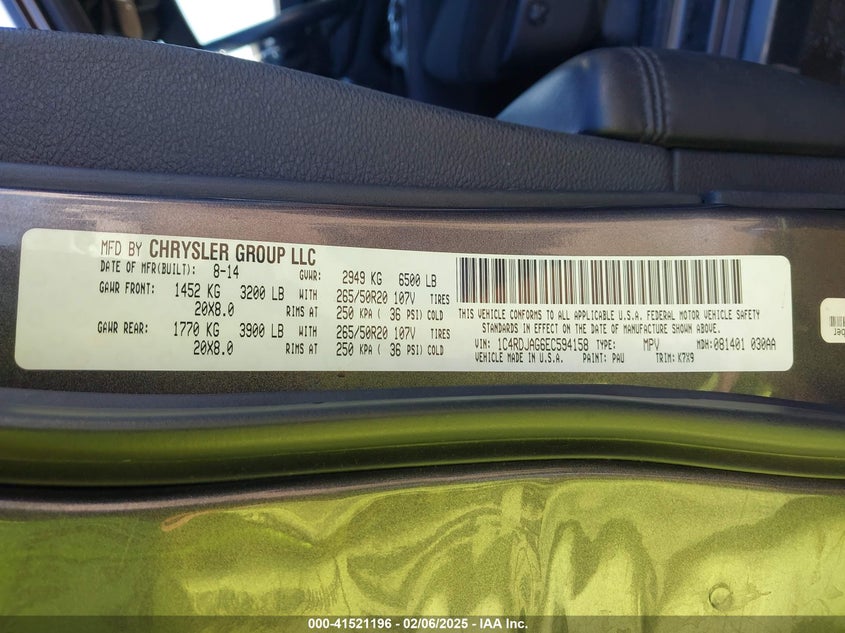 MFD BY CHRYSLER GROUP LLC
DATE OF MFR(BUILT): 8-14 GVWR: 2949 KG 6500 LB
GAWR FRONT: 1452 KG 3200 LB WITH 265/50R20 107V TIRES
20X8.0 RIMS AT 250 KPA ( 36 PSI) COLD
GAWR REAR: 1770 KG 3900 LB WITH 265/50R20 107V TIRES
20X8.0 RIMS AT 250 KPA ( 36 PSI) COLD
THIS VEHICLE CONFORMS TO ALL APPLICABLE U.S.A. FEDERAL MOTOR VEHICLE SAFETY
STANDARDS IN EFFECT ON THE DATE OF MANUFACTURE SHOWN ABOVE.
VIN: 1C4RDJAG6EC594158 TYPE: MPV MDH: 081401 030AA
VEHICLE MADE IN U.S.A. PAINT: PAU TRIM: K7X9
000-41521196 - 02/06/2025 - IAA Inc.